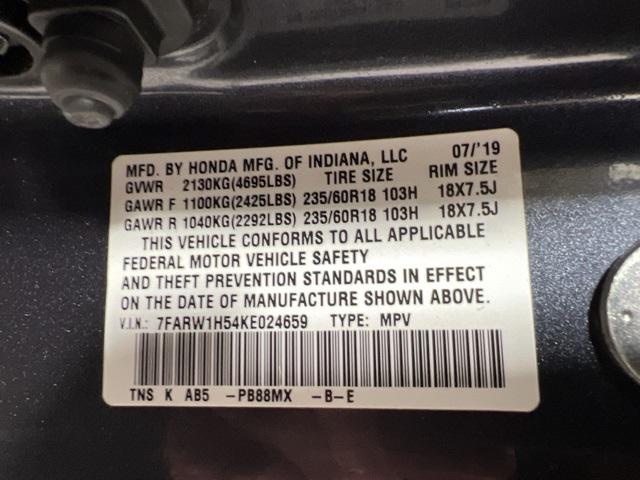 MFD. BY HONDA MFG. OF INDIANA, LLC 07/'19
GVWR 2130KG(4695LBS) TIRE SIZE RIM SIZE
GAWR F 1100KG(2425LBS) 235/60R18 103H 18X7.5J
GAWR R 1040KG(2292LBS) 235/60R18 103H 18X7.5J
THIS VEHICLE CONFORMS TO ALL APPLICABLE
FEDERAL MOTOR VEHICLE SAFETY
AND THEFT PREVENTION STANDARDS IN EFFECT
ON THE DATE OF MANUFACTURE SHOWN ABOVE.
V.I.N.: 7FARW1H54KE024659 TYPE: MPV
TNS K AB5 -PB88MX -B-E